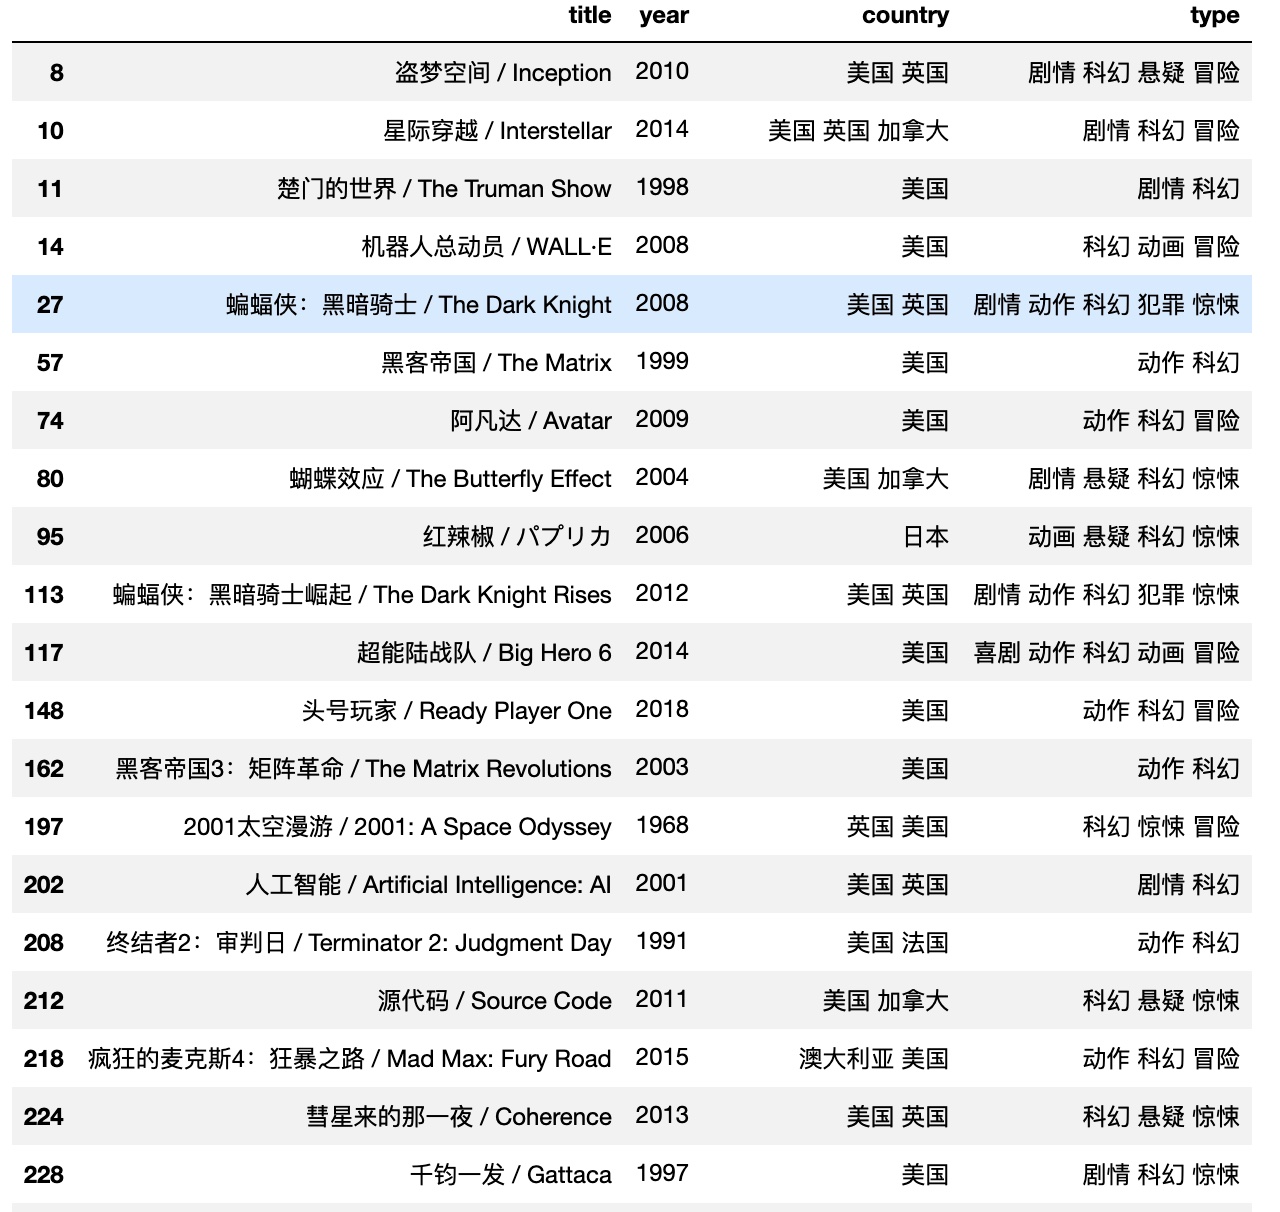 title year country type
8 盗梦空间 / Inception 2010 美国 英国 剧情 科幻 悬疑 冒险
10 星际穿越 / Interstellar 2014 美国 英国 加拿大 剧情 科幻 冒险
11 楚门的世界 / The Truman Show 1998 美国 剧情 科幻
14 机器人总动员 / WALL·E 2008 美国 科幻 动画 冒险
27 蝙蝠侠：黑暗骑士 / The Dark Knight 2008 美国 英国 剧情 动作 科幻 犯罪 惊悚
57 黑客帝国 / The Matrix 1999 美国 动作 科幻
74 阿凡达 / Avatar 2009 美国 动作 科幻 冒险
80 蝴蝶效应 / The Butterfly Effect 2004 美国 加拿大 剧情 悬疑 科幻 惊悚
95 红辣椒 / パプリカ 2006 日本 动画 悬疑 科幻 惊悚
113 蝙蝠侠：黑暗骑士崛起 / The Dark Knight Rises 2012 美国 英国 剧情 动作 科幻 犯罪 惊悚
117 超能陆战队 / Big Hero 6 2014 美国 喜剧 动作 科幻 动画 冒险
148 头号玩家 / Ready Player One 2018 美国 动作 科幻 冒险
162 黑客帝国3：矩阵革命 / The Matrix Revolutions 2003 美国 动作 科幻
197 2001太空漫游 / 2001: A Space Odyssey 1968 英国 美国 科幻 惊悚 冒险
202 人工智能 / Artificial Intelligence: AI 2001 美国 英国 剧情 科幻
208 终结者2：审判日 / Terminator 2: Judgment Day 1991 美国 法国 动作 科幻
212 源代码 / Source Code 2011 美国 加拿大 科幻 悬疑 惊悚
218 疯狂的麦克斯4：狂暴之路 / Mad Max: Fury Road 2015 澳大利亚 美国 动作 科幻 冒险
224 彗星来的那一夜 / Coherence 2013 美国 英国 科幻 悬疑 惊悚
228 千钧一发 / Gattaca 1997 美国 剧情 科幻 惊悚